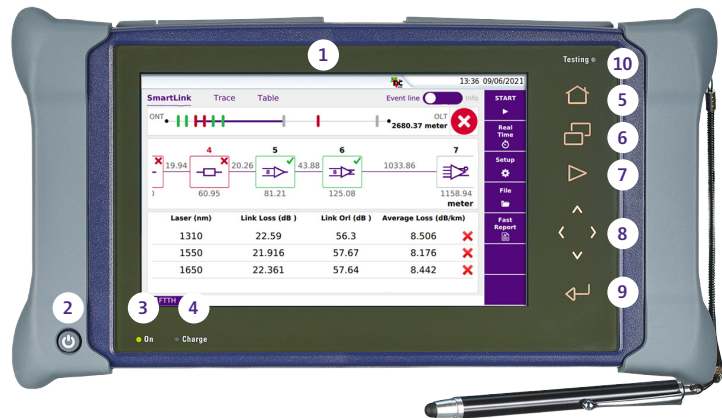 1
Testing 10
13:36 09/06/2021
SmartLink Trace Table Event line Info START
ONT OLT
2680.37 meter
Real
Time
4 5 6 7
19.94 20.26 43.88 1033.86
Setup
) 60.95 81.21 125.08 1158.94
meter
File
Laser (nm) Link Loss (dB ) Link Orl (dB ) Average Loss (dB/km)
Fast
Report
1310 22.59 56.3 8.506
1550 21.916 57.67 8.176
1650 22.361 57.64 8.442
FTTH
5
6
7
8
9
2
3 4
On Charge